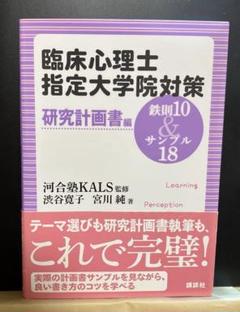 臨床心理士
指定大学院対策
研究計画書編
鉄則10
&
サンプル
18
河合塾KALS 監修
渋谷寛子 宮川 純 著
Learning
Perception
テーマ選びも研究計画書執筆も、
これで完璧!
実際の計画書サンプルを見ながら、
良い書き方のコツを学べる
講談社